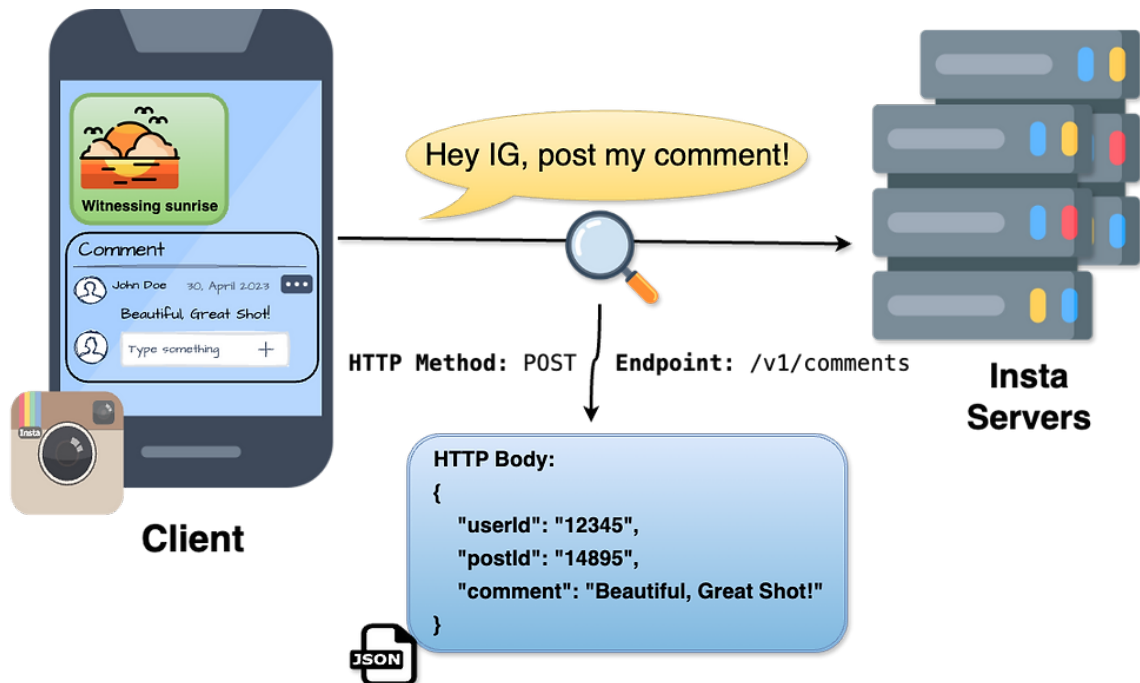 Hey IG, post my comment!
Witnessing sunrise
Comment
John Doe 30, April 2023
Beautiful, Great Shot!
Type something +
Insta
Client
HTTP Method: POST
Endpoint: /v1/comments
Insta
Servers
HTTP Body:
{
"userId": "12345",
"postId": "14895",
"comment": "Beautiful, Great Shot!"
}
JSON